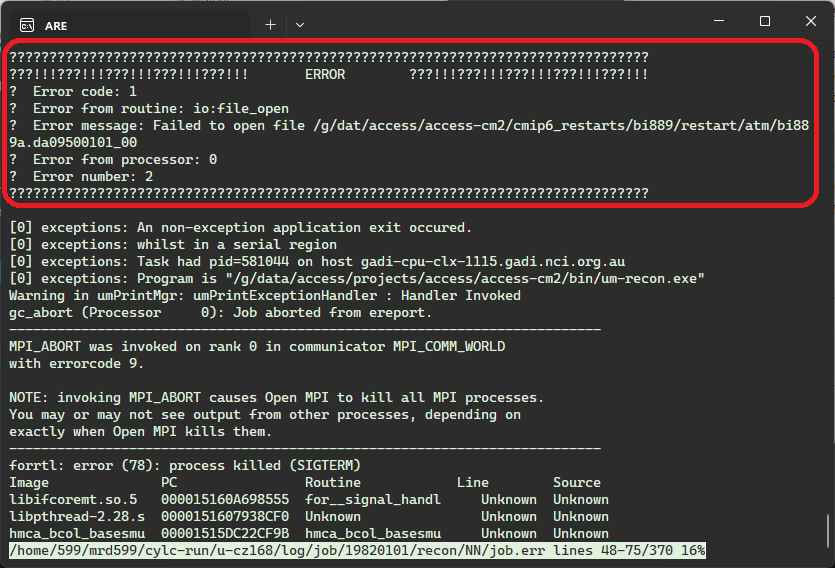 ARE
????????????????????????????????????????????????????????????????????????????????
???!!!???!!!???!!!???!!!???!!!       ERROR        ???!!!???!!!???!!!???!!!???!!!
?  Error code: 1
?  Error from routine: io:file_open
?  Error message: Failed to open file /g/dat/access/access-cm2/cmip6_restarts/bi889/restart/atm/bi88
9a.da09500101_00
?  Error from processor: 0
?  Error number: 2
????????????????????????????????????????????????????????????????????????????????
[0] exceptions: An non-exception application exit occured.
[0] exceptions: whilst in a serial region
[0] exceptions: Task had pid=581044 on host gadi-cpu-clx-1115.gadi.nci.org.au
[0] exceptions: Program is "/g/data/access/projects/access/access-cm2/bin/um-recon.exe"
Warning in umPrintMgr: umPrintExceptionHandler : Handler Invoked
gc_abort (Processor     0): Job aborted from ereport.
--------------------------------------------------------------------------
MPI_ABORT was invoked on rank 0 in communicator MPI_COMM_WORLD
with errorcode 9.
NOTE: invoking MPI_ABORT causes Open MPI to kill all MPI processes.
You may or may not see output from other processes, depending on
exactly when Open MPI kills them.
--------------------------------------------------------------------------
forrtl: error (78): process killed (SIGTERM)
Image              PC                Routine            Line        Source
libifcoremt.so.5   000015160A698555  for__signal_handl     Unknown  Unknown
libpthread-2.28.s  0000151607938CF0  Unknown               Unknown  Unknown
hmca_bcol_basesmu  00001515DC22CF9B  hmca_bcol_basesmu     Unknown  Unknown
/home/599/mrd599/cylc-run/u-cz168/log/job/19820101/recon/NN/job.err lines 48-75/370 16%